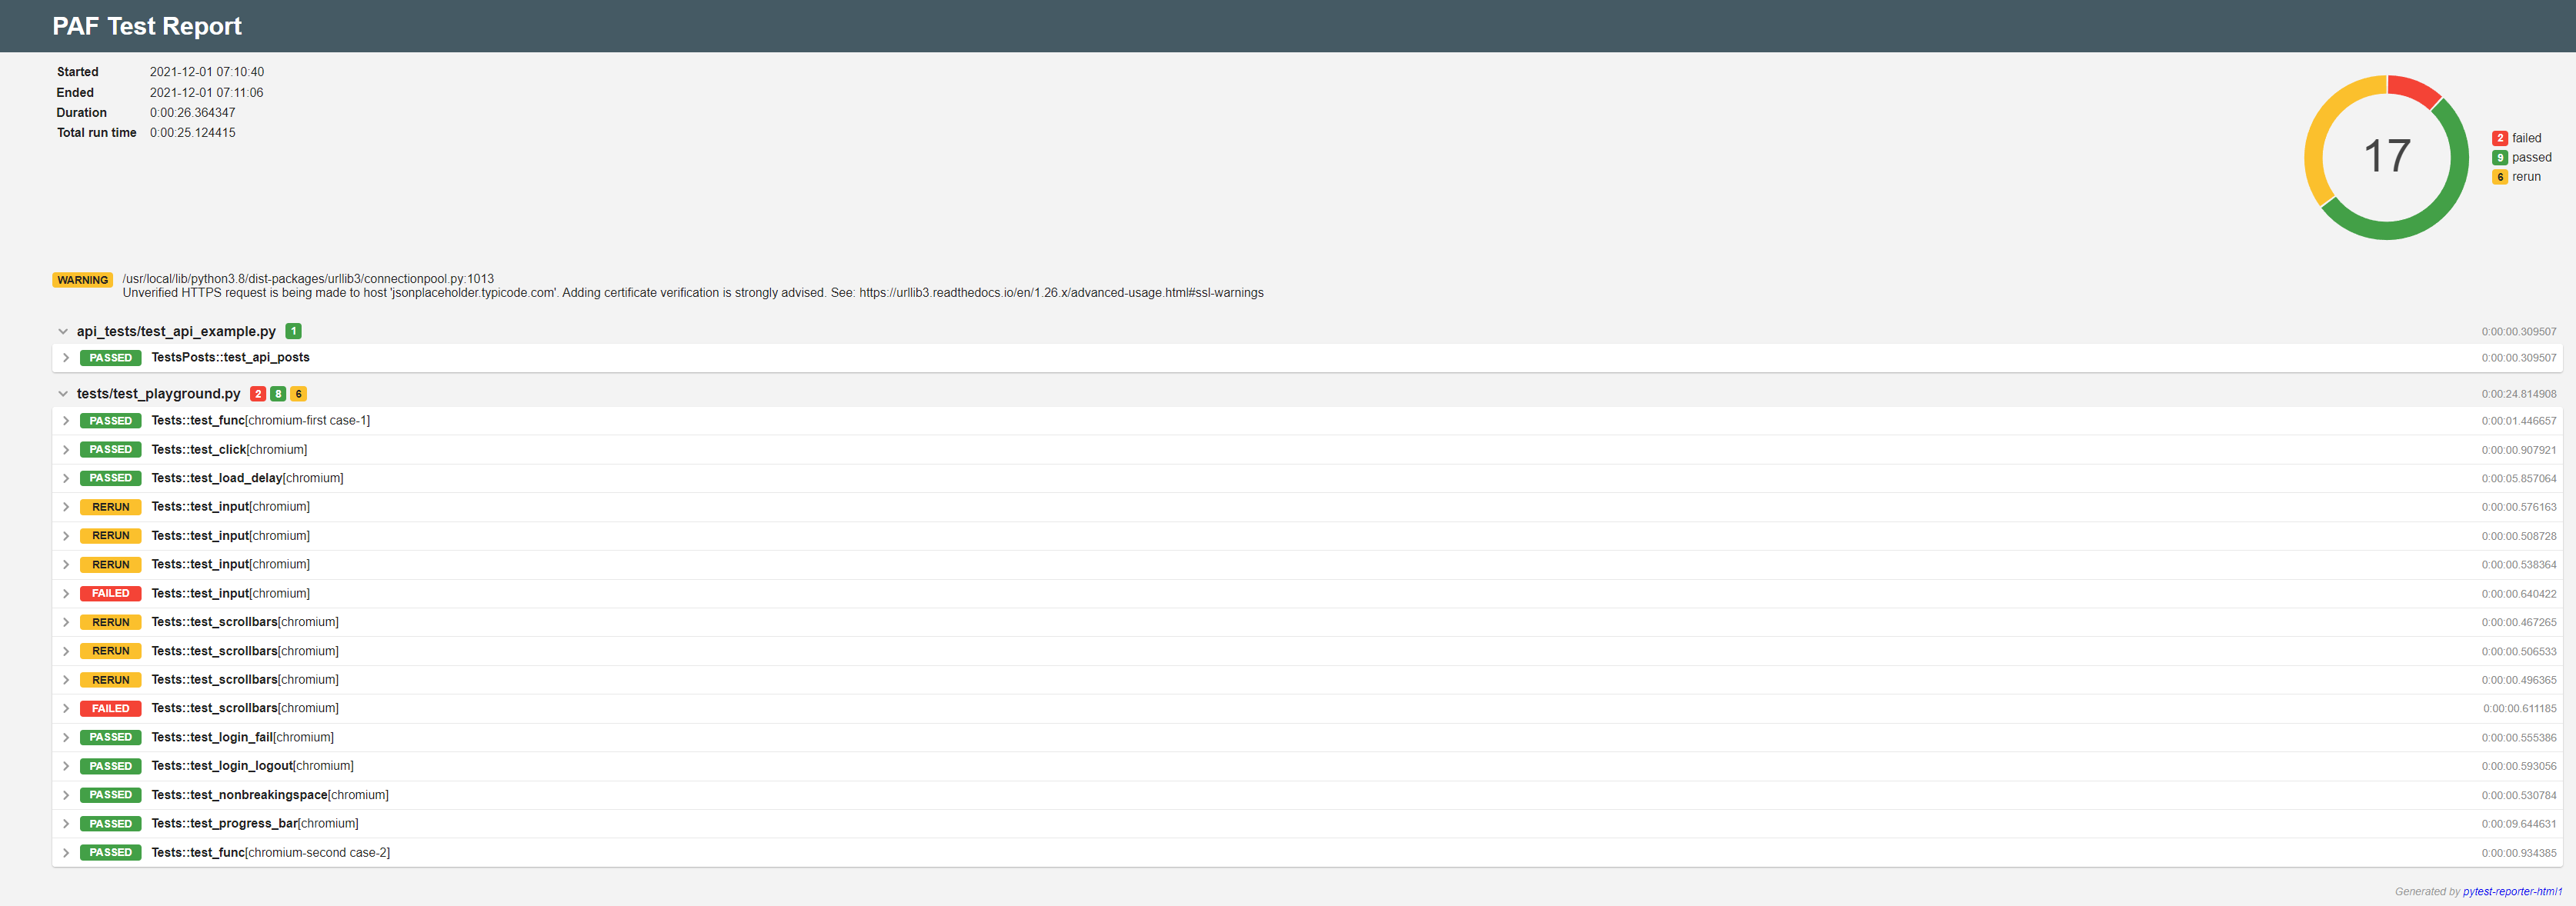 PAF Test Report
Started 2021-12-01 07:10:40
Ended 2021-12-01 07:11:06
Duration 0:00:26.364347
Total run time 0:00:25.124415
17
2 failed
9 passed
6 rerun
WARNING /usr/local/lib/python3.8/dist-packages/urllib3/connectionpool.py:1013
Unverified HTTPS request is being made to host 'jsonplaceholder.typicode.com'. Adding certificate verification is strongly advised. See: https://urllib3.readthedocs.io/en/1.26.x/advanced-usage.html#ssl-warnings
api_tests/test_api_example.py 1 0:00:00.309507
PASSED TestsPosts::test_api_posts 0:00:00.309507
tests/test_playground.py 2 8 6 0:00:24.814908
PASSED Tests::test_func[chromium-first case-1] 0:00:01.446657
PASSED Tests::test_click[chromium] 0:00:00.907921
PASSED Tests::test_load_delay[chromium] 0:00:05.857064
RERUN Tests::test_input[chromium] 0:00:00.576163
RERUN Tests::test_input[chromium] 0:00:00.508728
RERUN Tests::test_input[chromium] 0:00:00.538364
FAILED Tests::test_input[chromium] 0:00:00.640422
RERUN Tests::test_scrollbars[chromium] 0:00:00.467265
RERUN Tests::test_scrollbars[chromium] 0:00:00.506533
RERUN Tests::test_scrollbars[chromium] 0:00:00.496365
FAILED Tests::test_scrollbars[chromium] 0:00:00.611185
PASSED Tests::test_login_fail[chromium] 0:00:00.555386
PASSED Tests::test_login_logout[chromium] 0:00:00.593056
PASSED Tests::test_nonbreakingspace[chromium] 0:00:00.530784
PASSED Tests::test_progress_bar[chromium] 0:00:09.644631
PASSED Tests::test_func[chromium-second case-2] 0:00:00.934385
Generated by pytest-reporter-html1